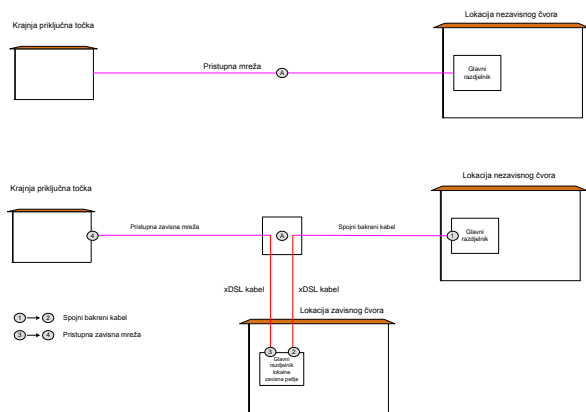 Krajnja priključna točka
Lokacija nezavisnog čvora
Pristupna mreža
A
Glavni
razdjelnik
Krajnja priključna točka
Lokacija nezavisnog čvora
4
Pristupna zavisna mreža
A
Spojni bakreni kabel
1
Glavni
razdjelnik
xDSL kabel
xDSL kabel
Lokacija zavisnog čvora
1 2 Spojni bakreni kabel
3 4 Pristupna zavisna mreža
3
2
Glavni
razdjelnik
lokalne
zavisne petlje